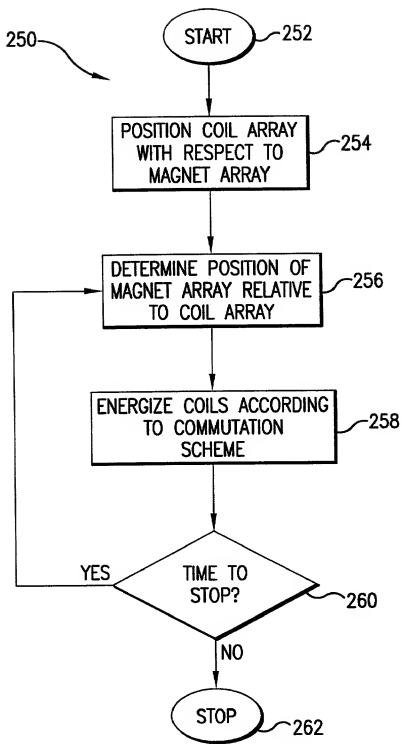 250
START
252
POSITION COIL ARRAY
WITH RESPECT TO
MAGNET ARRAY
254
DETERMINE POSITION OF
MAGNET ARRAY RELATIVE
TO COIL ARRAY
256
ENERGIZE COILS ACCORDING
TO COMMUTATION
SCHEME
258
YES
TIME TO
STOP?
260
NO
STOP
262